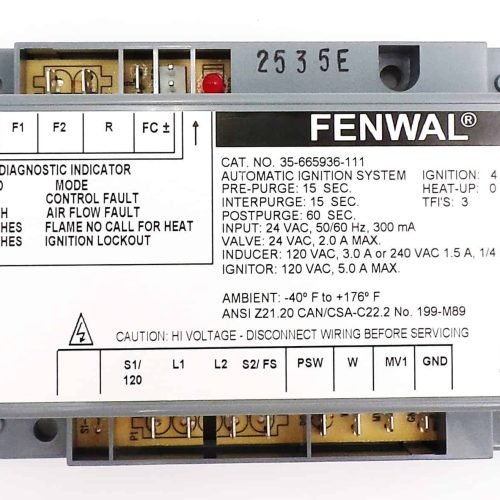 2535E
F1 F2 R FC ±
FENWAL®
DIAGNOSTIC INDICATOR
MODE
CONTROL FAULT
AIR FLOW FAULT
FLAME NO CALL FOR HEAT
IGNITION LOCKOUT
CAT. NO. 35-665936-111
AUTOMATIC IGNITION SYSTEM IGNITION: 4
PRE-PURGE: 15 SEC. HEAT-UP: 0
INTERPURGE: 15 SEC. TFI'S: 3
POSTPURGE: 60 SEC.
INPUT: 24 VAC, 50/60 Hz, 300 mA
VALVE: 24 VAC, 2.0 A MAX.
INDUCER: 120 VAC, 3.0 A or 240 VAC 1.5 A, 1/4
IGNITOR: 120 VAC, 5.0 A MAX.
AMBIENT: -40° F to +176° F
ANSI Z21.20 CAN/CSA-C22.2 No. 199-M89
CAUTION: HI VOLTAGE - DISCONNECT WIRING BEFORE SERVICING
S1/ L1 L2 S2/ FS PSW W MV1 GND
120